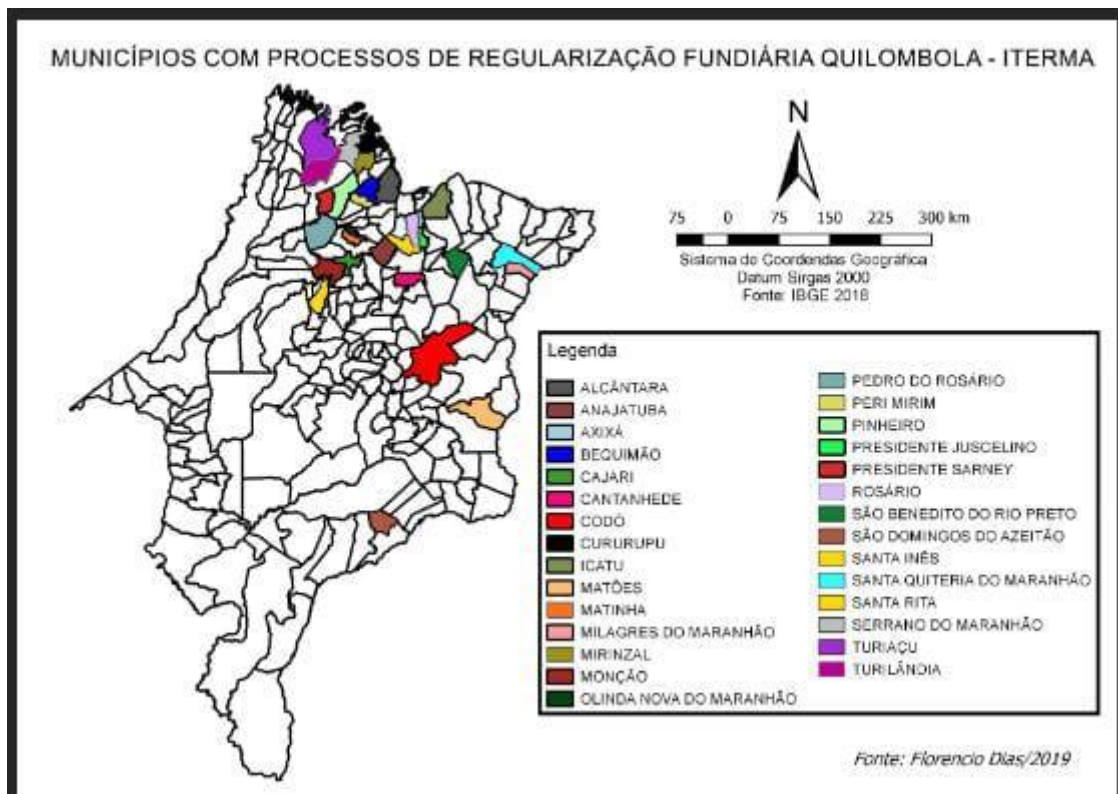 MUNICÍPIOS COM PROCESSOS DE REGULARIZAÇÃO FUNDIÁRIA QUILOMBOLA - ITERMA
N
75 0 75 150 225 300 km
Sistema de Coordendas Geográfica
Datum Sirgas 2000
Fonte: IBGE 2018
Legenda
ALCÂNTARA
ANAJATUBA
AXIXÁ
BEQUIMÃO
CAJARI
CANTANHEDE
CODÓ
CURURUPU
ICATU
MATÕES
MATINHA
MILAGRES DO MARANHÃO
MIRINZAL
MONÇÃO
OLINDA NOVA DO MARANHÃO
PEDRO DO ROSÁRIO
PERI MIRIM
PINHEIRO
PRESIDENTE JUSCELINO
PRESIDENTE SARNEY
ROSÁRIO
SÃO BENEDITO DO RIO PRETO
SÃO DOMINGOS DO AZEITÃO
SANTA INÊS
SANTA QUITERIA DO MARANHÃO
SANTA RITA
SERRANO DO MARANHÃO
TURIAÇU
TURILÂNDIA
Fonte: Florencio Dias/2019